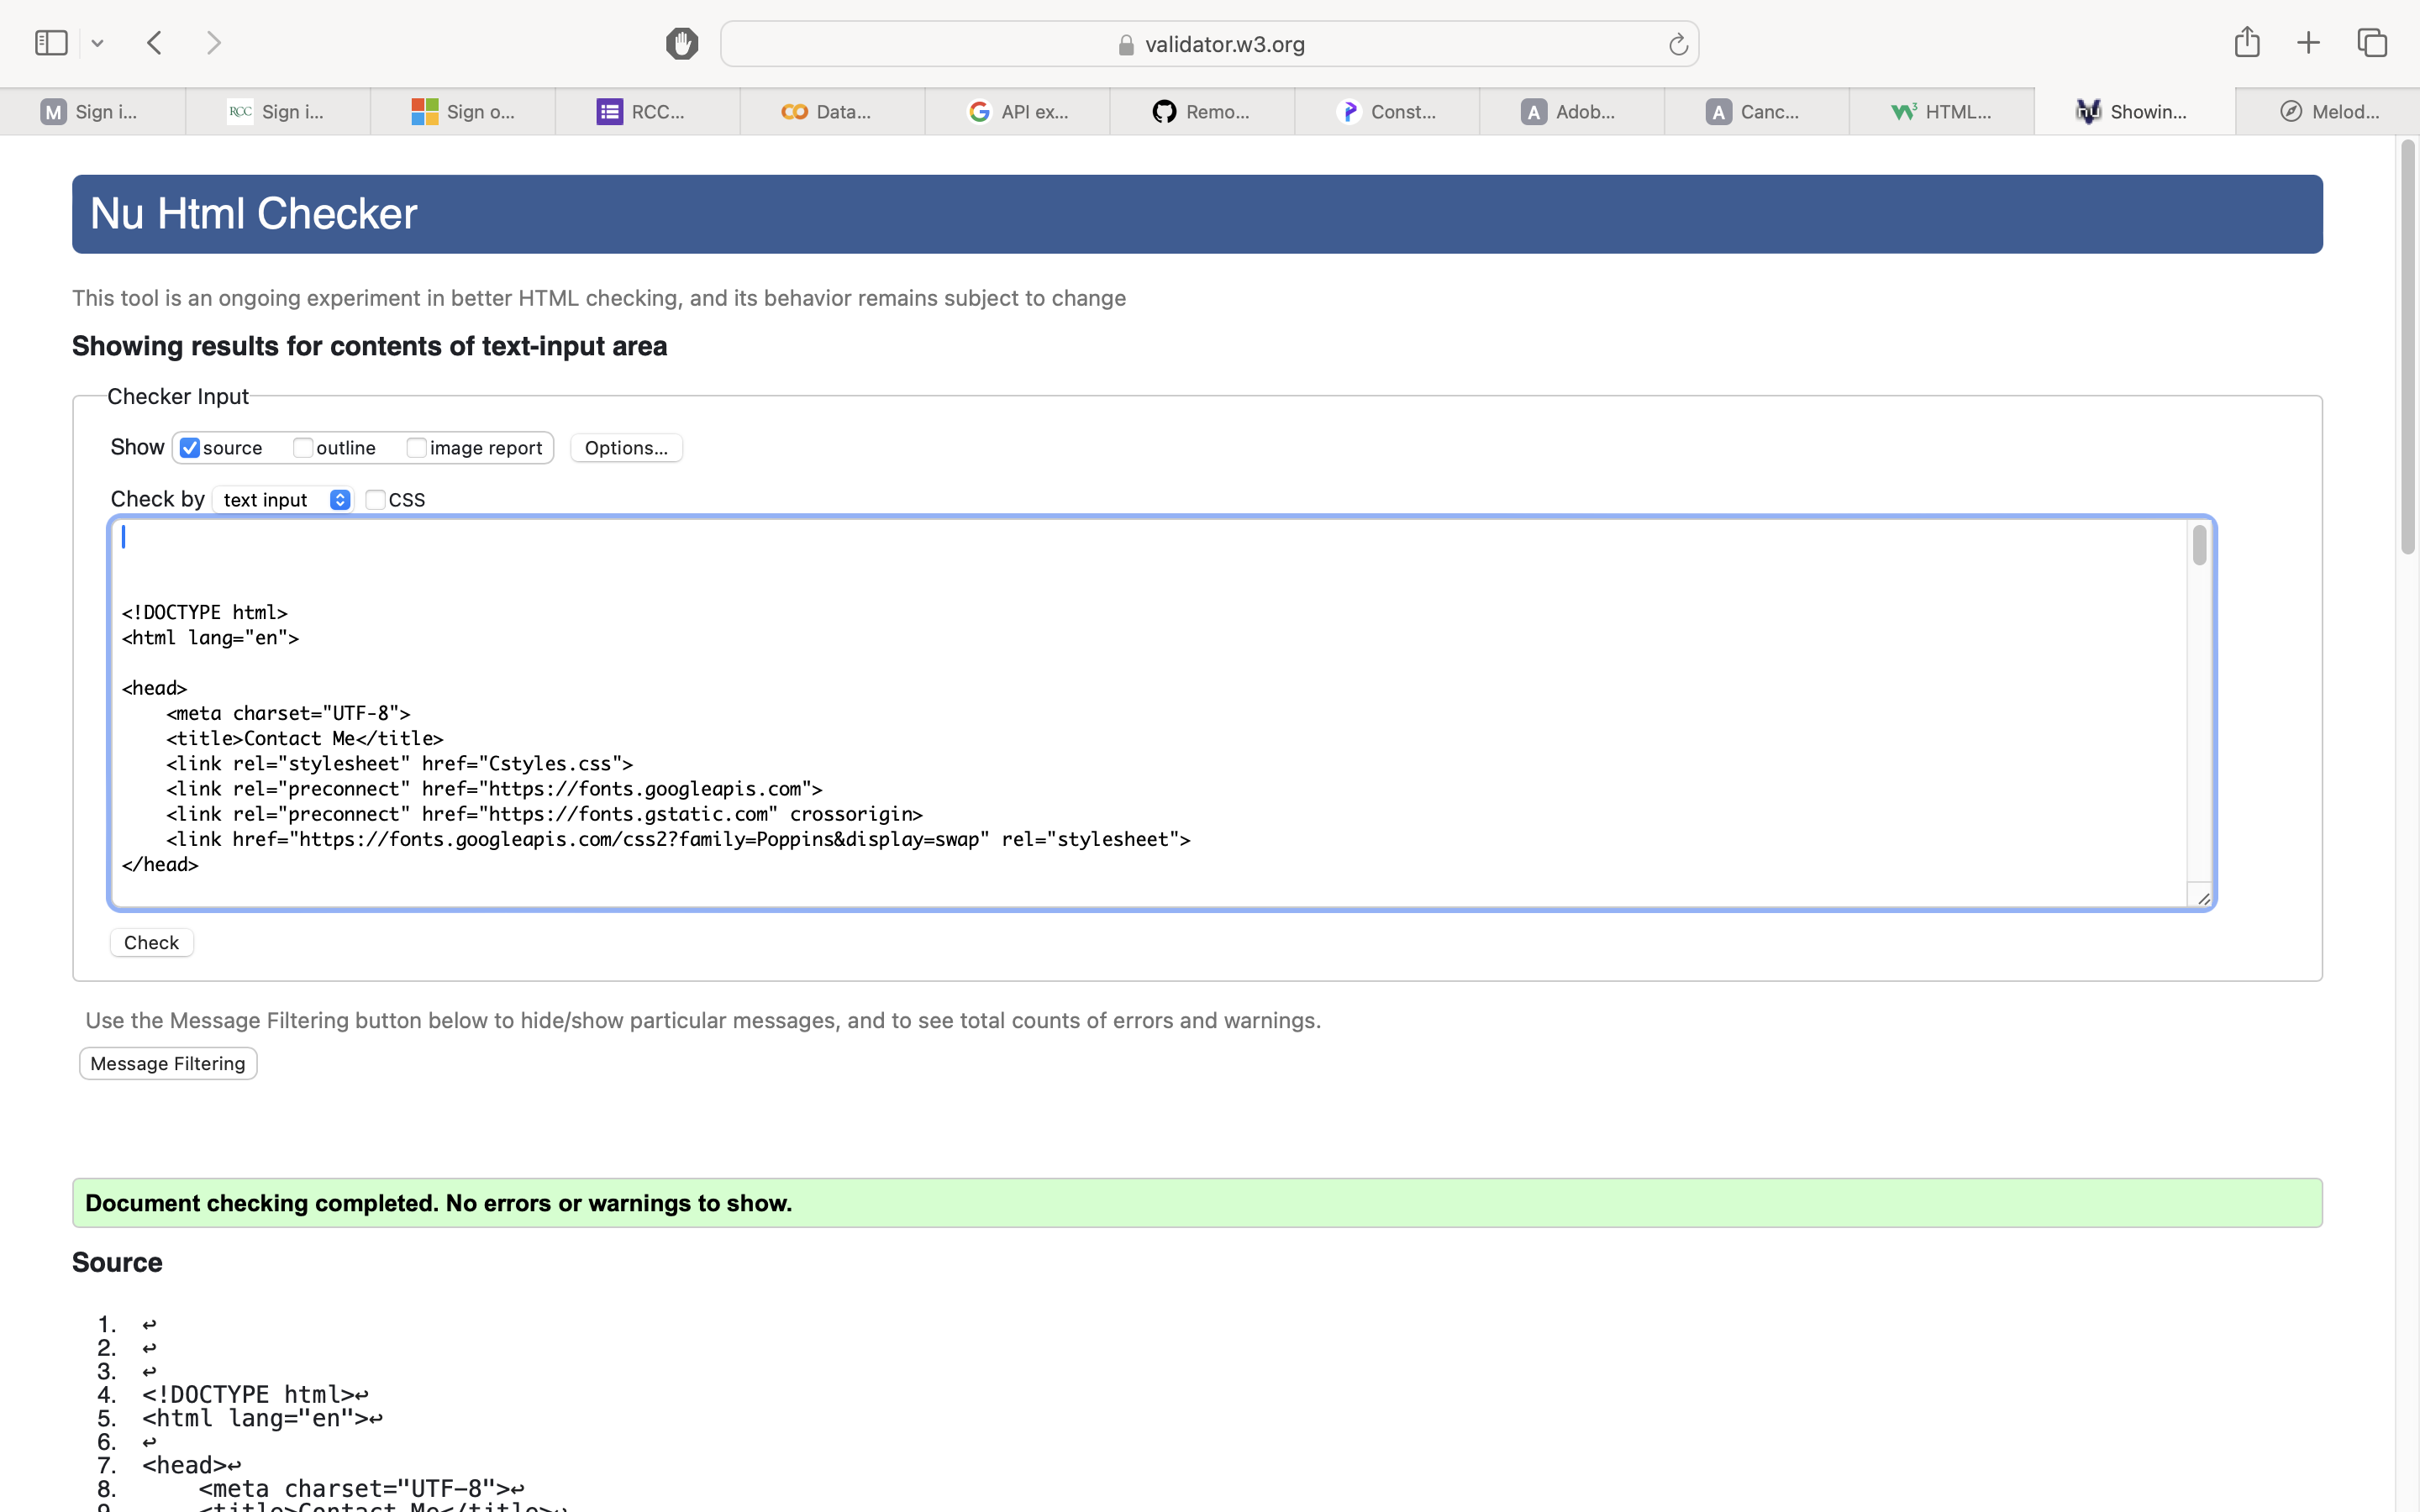 validator.w3.org
M Sign i...
RCC Sign i...
Sign o...
RCC...
Data...
API ex...
Remo...
Const...
A Adob...
A Canc...
HTML...
Showin...
Melod...
Nu Html Checker
This tool is an ongoing experiment in better HTML checking, and its behavior remains subject to change
Showing results for contents of text-input area
Checker Input
Show source outline image report Options...
Check by text input CSS
<!DOCTYPE html>
<html lang="en">
<head>
<meta charset="UTF-8">
<title>Contact Me</title>
<link rel="stylesheet" href="Cstyles.css">
<link rel="preconnect" href="https://fonts.googleapis.com">
<link rel="preconnect" href="https://fonts.gstatic.com" crossorigin>
<link href="https://fonts.googleapis.com/css2?family=Poppins&display=swap" rel="stylesheet">
</head>
Check
Use the Message Filtering button below to hide/show particular messages, and to see total counts of errors and warnings.
Message Filtering
Document checking completed. No errors or warnings to show.
Source
1. ↩
2. ↩
3. ↩
4. <!DOCTYPE html>↩
5. <html lang="en">↩
6. ↩
7. <head>↩
8. <meta charset="UTF-8">↩
9. <title>Contact Me</title>↩